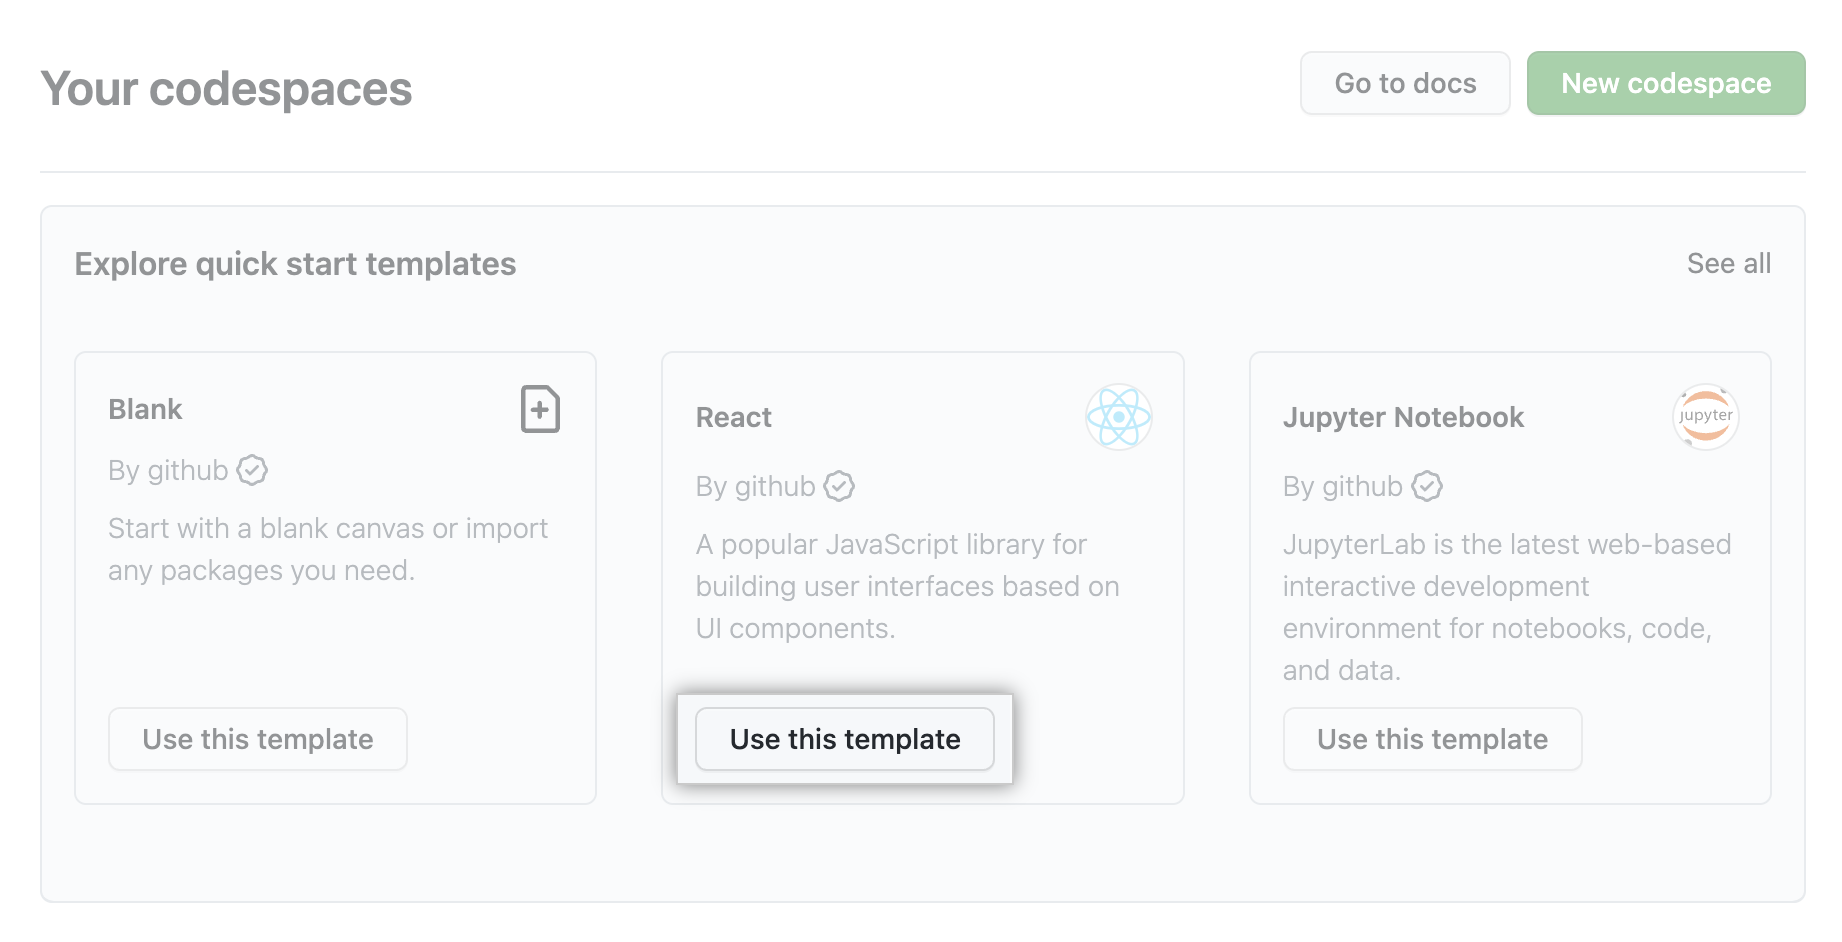 Your codespaces
Go to docs
New codespace
Explore quick start templates
See all
Blank
By github
Start with a blank canvas or import
any packages you need.
Use this template
React
By github
A popular JavaScript library for
building user interfaces based on
UI components.
Use this template
Jupyter Notebook
jupyter
By github
JupyterLab is the latest web-based
interactive development
environment for notebooks, code,
and data.
Use this template